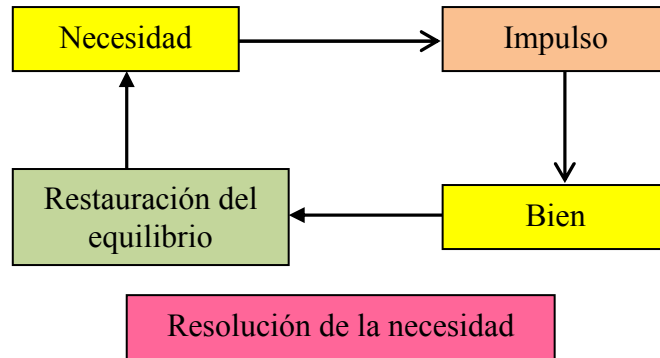 Necesidad
Impulso
Restauración del
equilibrio
Bien
Resolución de la necesidad